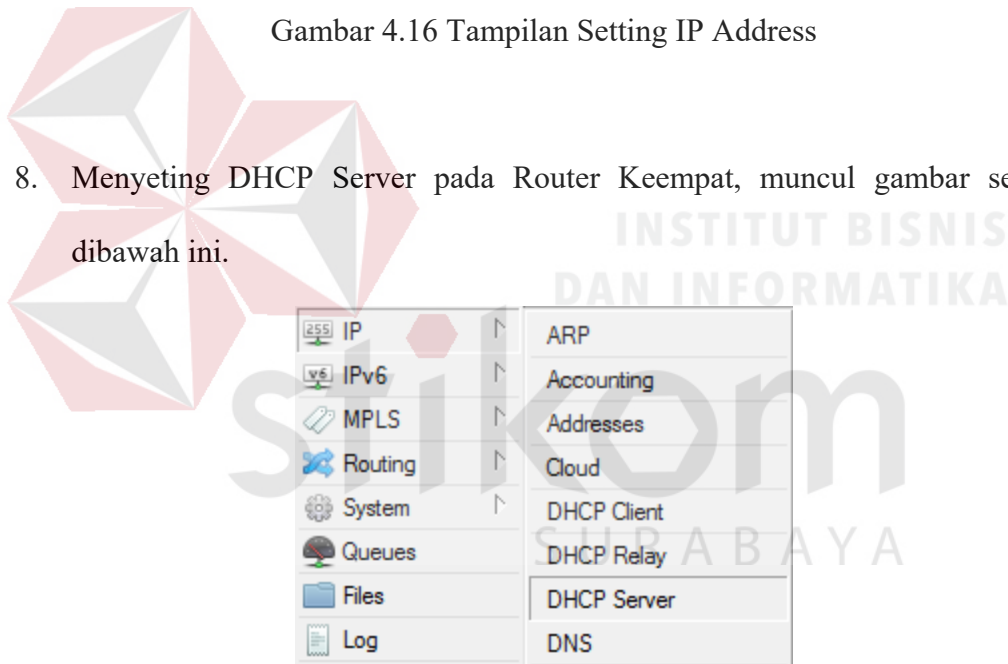 Gambar 4.16 Tampilan Setting IP Address
8. Menyeting DHCP Server pada Router Keempat, muncul gambar se
dibawah ini.
INSTITUT BISNIS
DAN INFORMATIKA
stikom
SURABAYA
255 IP
v6 IPv6
MPLS
Routing
System
Queues
Files
Log
ARP
Accounting
Addresses
Cloud
DHCP Client
DHCP Relay
DHCP Server
DNS